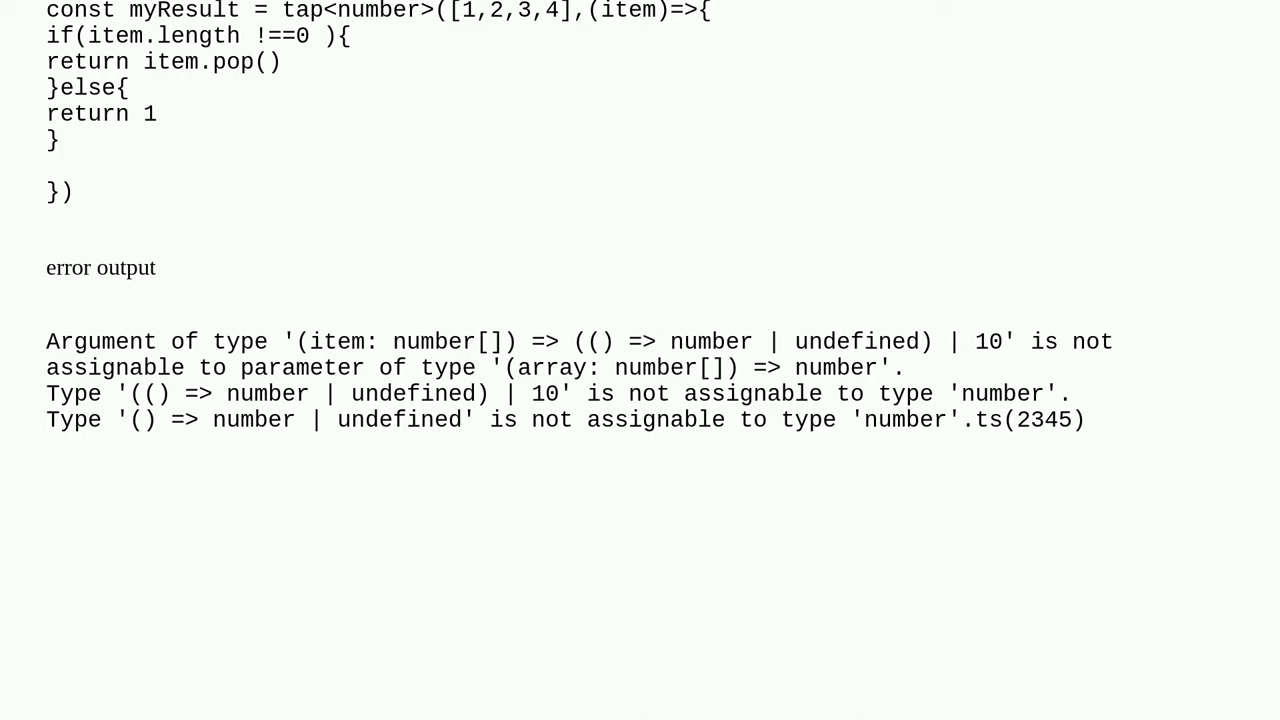 const myResult = tap<number>([1,2,3,4],(item)=>{
if(item.length !==0 ){
return item.pop()
}else{
return 1
}
})
error output
Argument of type '(item: number[]) => (() => number | undefined) | 10' is not
assignable to parameter of type '(array: number[]) => number'.
Type '(() => number | undefined) | 10' is not assignable to type 'number'.
Type '() => number | undefined' is not assignable to type 'number'.ts(2345)